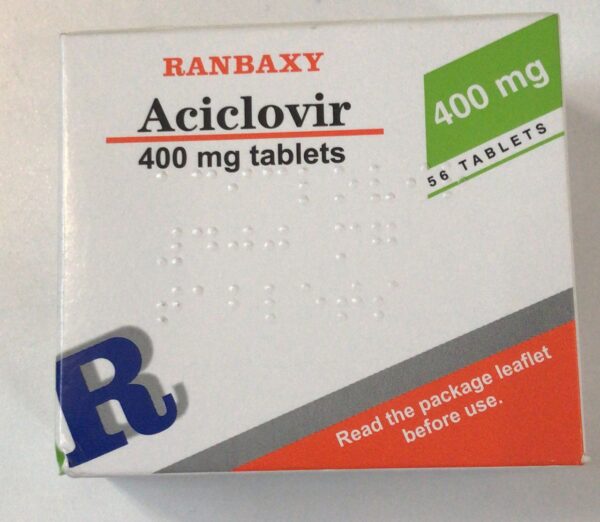 RANBAXY
Aciclovir
400 mg tablets
400 mg
56 TABLETS
R
Read the package leaflet
before use.